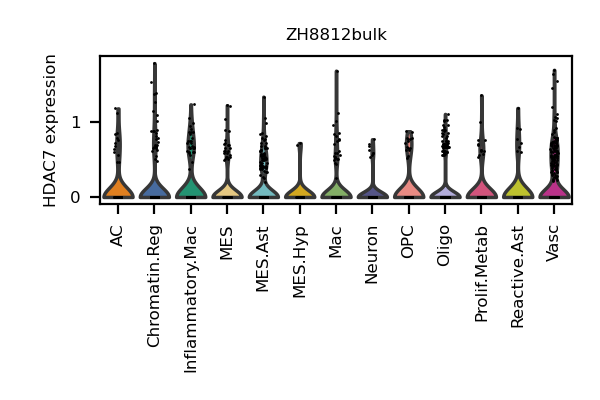 ZH8812bulk
HDAC7 expression
1
0
AC
Chromatin.Reg
Inflammatory.Mac
MES
MES.Ast
MES.Hyp
Mac
Neuron
OPC
Oligo
Prolif.Metab
Reactive.Ast
Vasc